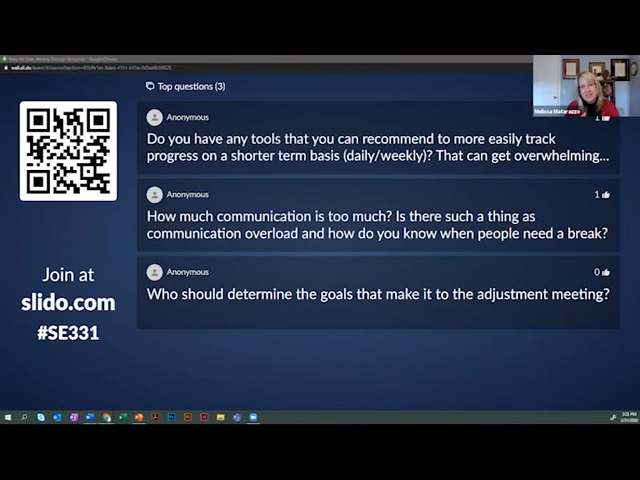 Top questions (3)
Melissa Matarazzo
Anonymous
1
Do you have any tools that you can recommend to more easily track
progress on a shorter term basis (daily/weekly)? That can get overwhelming...
Anonymous
1
How much communication is too much? Is there such a thing as
communication overload and how do you know when people need a break?
Anonymous
0
Who should determine the goals that make it to the adjustment meeting?
Join at
slido.com
#SE331